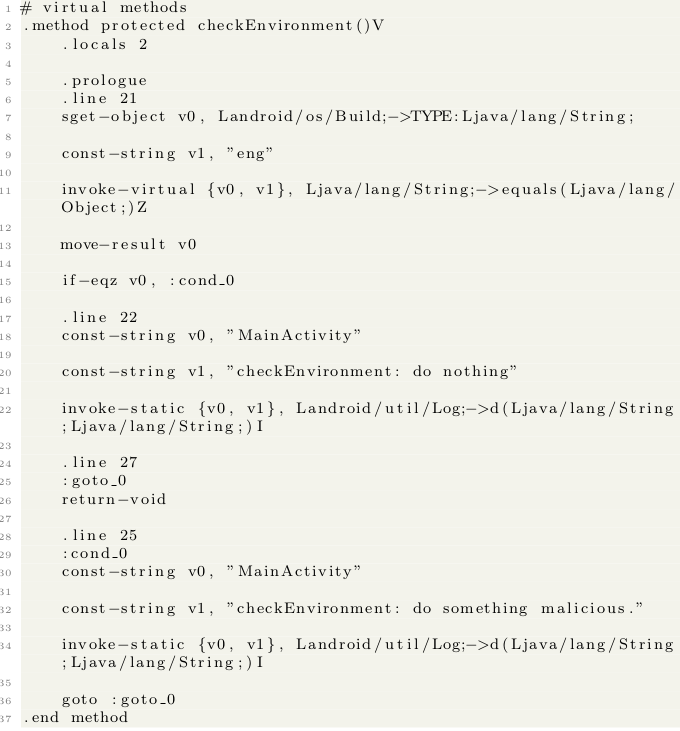 1 # virtual methods
2 .method protected checkEnvironment()V
3 .locals 2
4
5 .prologue
6 .line 21
7 sget-object v0, Landroid/os/Build;->TYPE:Ljava/lang/String;
8
9 const-string v1, "eng"
10
11 invoke-virtual {v0, v1}, Ljava/lang/String;->equals(Ljava/lang/
Object;)Z
12
13 move-result v0
14
15 if-eqz v0, :cond_0
16
17 .line 22
18 const-string v0, "MainActivity"
19
20 const-string v1, "checkEnvironment: do nothing"
21
22 invoke-static {v0, v1}, Landroid/util/Log;->d(Ljava/lang/String
;Ljava/lang/String;)I
23
24 .line 27
25 :goto_0
26 return-void
27
28 .line 25
29 :cond_0
30 const-string v0, "MainActivity"
31
32 const-string v1, "checkEnvironment: do something malicious."
33
34 invoke-static {v0, v1}, Landroid/util/Log;->d(Ljava/lang/String
;Ljava/lang/String;)I
35
36 goto :goto_0
37 .end method